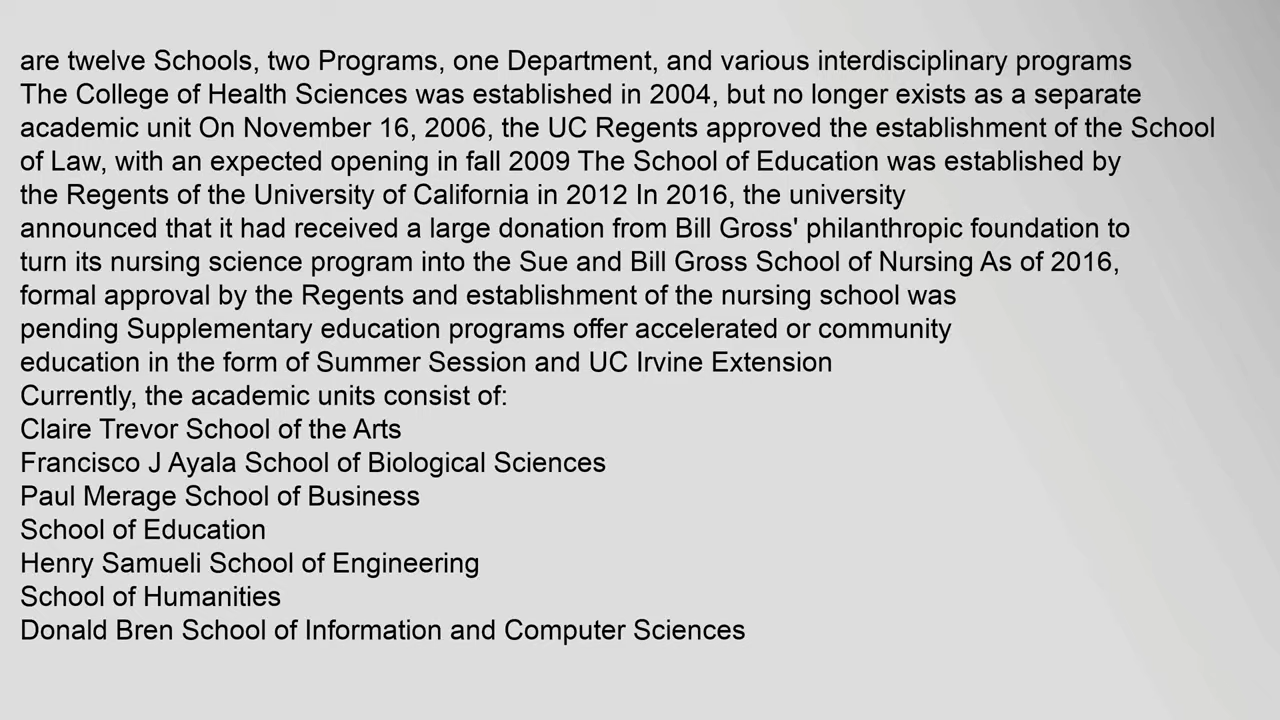 are twelve Schools, two Programs, one Department, and various interdisciplinary programs
The College of Health Sciences was established in 2004, but no longer exists as a separate
academic unit On November 16, 2006, the UC Regents approved the establishment of the School
of Law, with an expected opening in fall 2009 The School of Education was established by
the Regents of the University of California in 2012 In 2016, the university
announced that it had received a large donation from Bill Gross' philanthropic foundation to
turn its nursing science program into the Sue and Bill Gross School of Nursing As of 2016,
formal approval by the Regents and establishment of the nursing school was
pending Supplementary education programs offer accelerated or community
education in the form of Summer Session and UC Irvine Extension
Currently, the academic units consist of:
Claire Trevor School of the Arts
Francisco J Ayala School of Biological Sciences
Paul Merage School of Business
School of Education
Henry Samueli School of Engineering
School of Humanities
Donald Bren School of Information and Computer Sciences